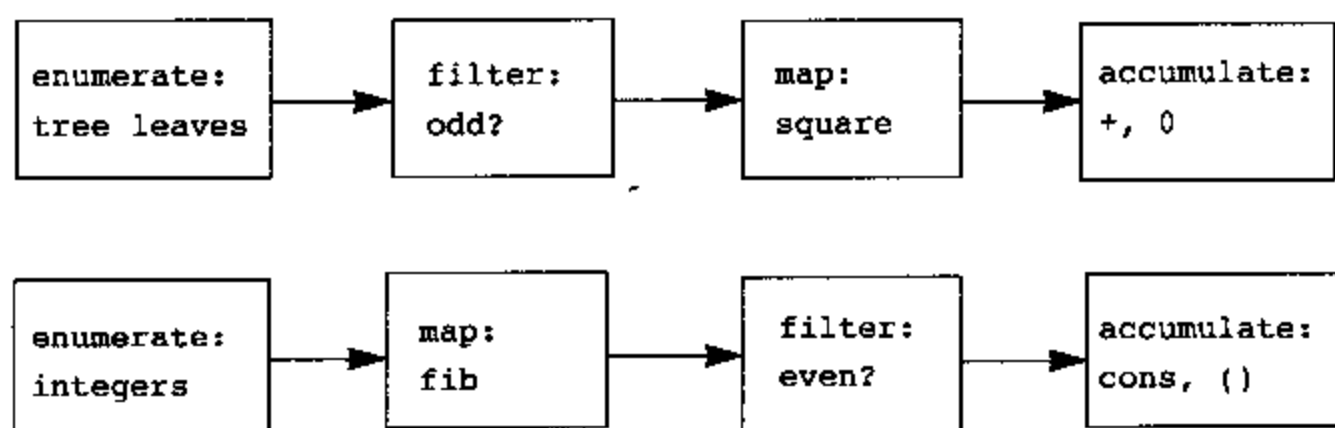 enumerate:
tree leaves
filter:
odd?
map:
square
accumulate:
+, 0
enumerate:
integers
map:
fib
filter:
even?
accumulate:
cons, ()